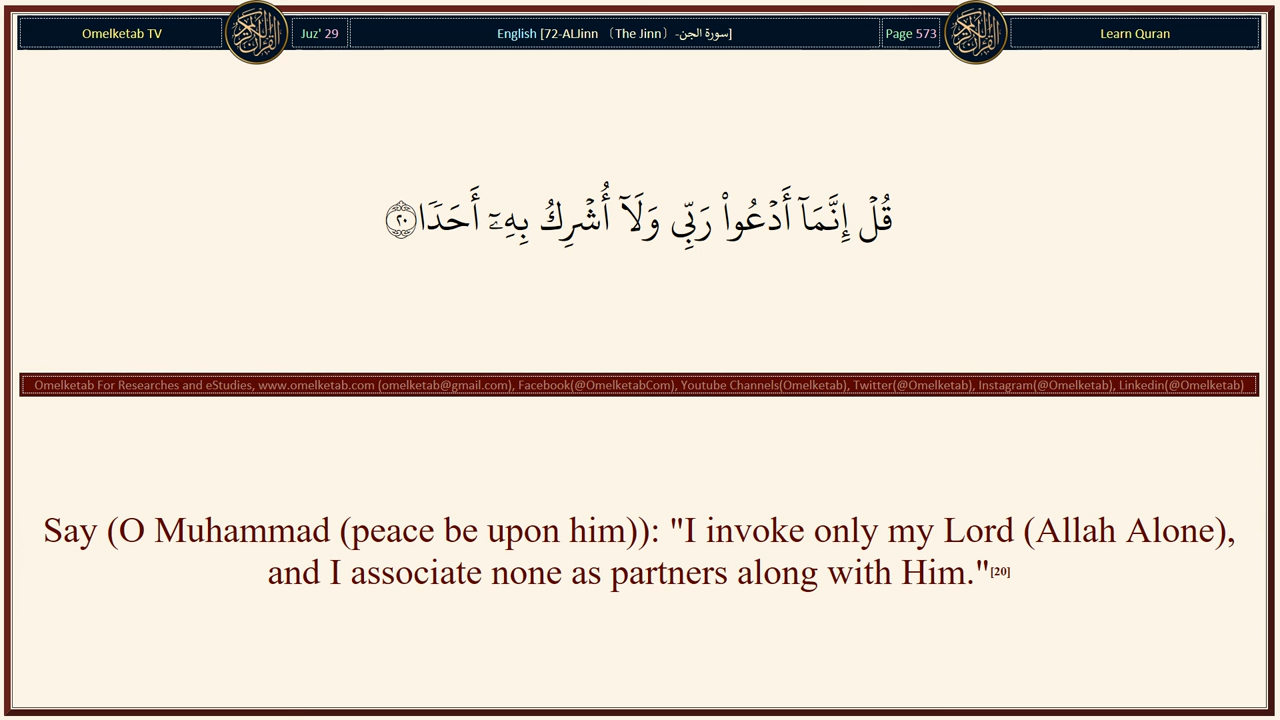 Omelketab TV
Juz' 29
English [72-ALJinn （The Jinn）-سورة الجن]
Page 573
Learn Quran
قُلۡ إِنَّمَآ أَدۡعُواْ رَبِّي وَلَآ أُشۡرِكُ بِهِۦٓ أَحَدٗا ٢٠
Omelketab For Researches and eStudies, www.omelketab.com (omelketab@gmail.com), Facebook(@OmelketabCom), Youtube Channels(Omelketab), Twitter(@Omelketab), Instagram(@Omelketab), Linkedin(@Omelketab)
Say (O Muhammad (peace be upon him)): "I invoke only my Lord (Allah Alone),
and I associate none as partners along with Him."[20]